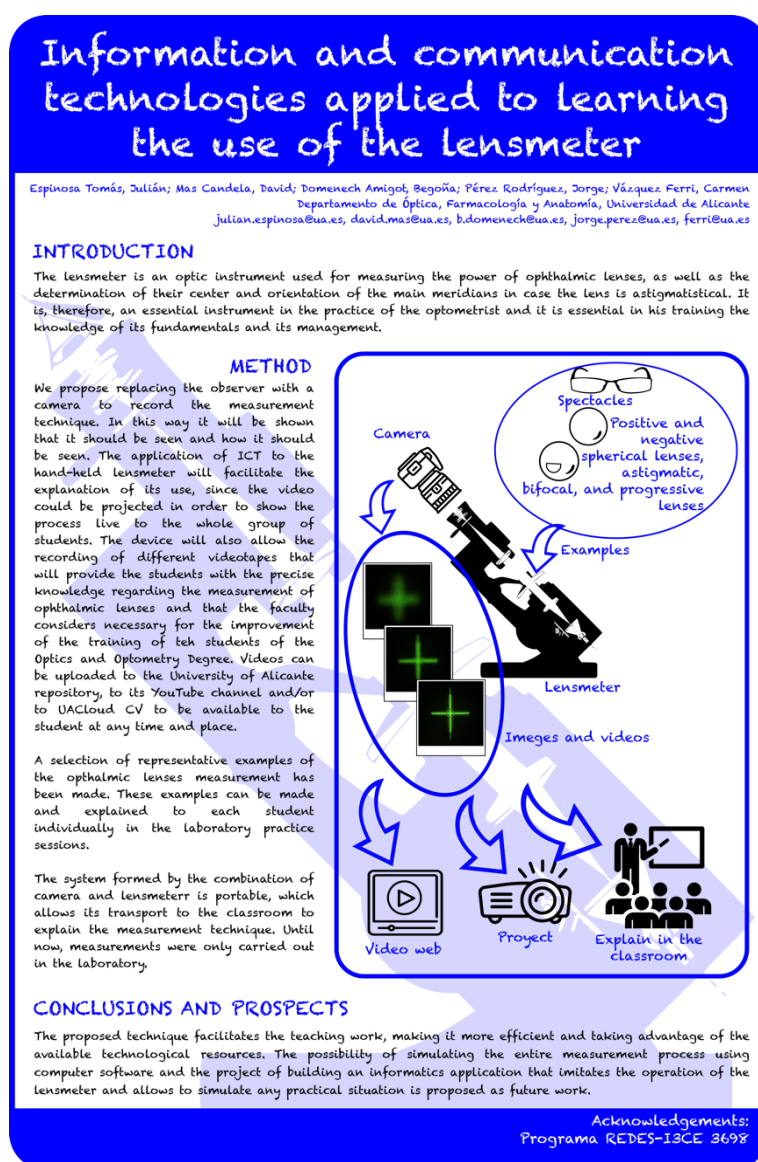 Information and communication
technologies applied to learning
the use of the lensmeter
Espinosa Tomás, Julián; Mas Candela, David; Domenech Amigot, Begoña; Pérez Rodríguez, Jorge; Vázquez Ferri, Carmen
Departamento de Óptica, Farmacología y Anatomía, Universidad de Alicante
julian.espinosa@ua.es, david.mas@ua.es, b.domenech@ua.es, jorge.perez@ua.es, ferri@ua.es
INTRODUCTION
The lensmeter is an optic instrument used for measuring the power of ophthalmic lenses, as well as the
determination of their center and orientation of the main meridians in case the lens is astigmatistical. It
is, therefore, an essential instrument in the practice of the optometrist and it is essential in his training the
knowledge of its fundamentals and its management.
METHOD
We propose replacing the observer with a
camera to record the measurement
technique. In this way it will be shown
that it should be seen and how it should
be seen. The application of ICT to the
hand-held lensmeter will facilitate the
explanation of its use, since the video
could be projected in order to show the
process live to the whole group of
students. The device will also allow the
recording of different videotapes that
will provide the students with the precise
knowledge regarding the measurement of
ophthalmic lenses and that the faculty
considers necessary for the improvement
of the training of teh students of the
Optics and Optometry Degree. Videos can
be uploaded to the University of Alicante
repository, to its YouTube channel and/or
to UACloud CV to be available to the
student at any time and place.
A selection of representative examples of
the opthalmic lenses measurement has
been made. These examples can be made
and explained to each student
individually in the laboratory practice
sessions.
The system formed by the combination of
camera and lensmeterr is portable, which
allows its transport to the classroom to
explain the measurement technique. Until
now, measurements were only carried out
in the laboratory.
Spectacles
Positive and
negative
spherical lenses,
astigmatic,
bifocal, and progressive
lenses
Camera
Examples
Lensmeter
Imeges and videos
Video web
Proyect
Explain in the
classroom
CONCLUSIONS AND PROSPECTS
The proposed technique facilitates the teaching work, making it more efficient and taking advantage of the
available technological resources. The possibility of simulating the entire measurement process using
computer software and the project of building an informatics application that imitates the operation of the
lensmeter and allows to simulate any practical situation is proposed as future work.
Acknowledgements:
Programa REDES-I3CE 3698